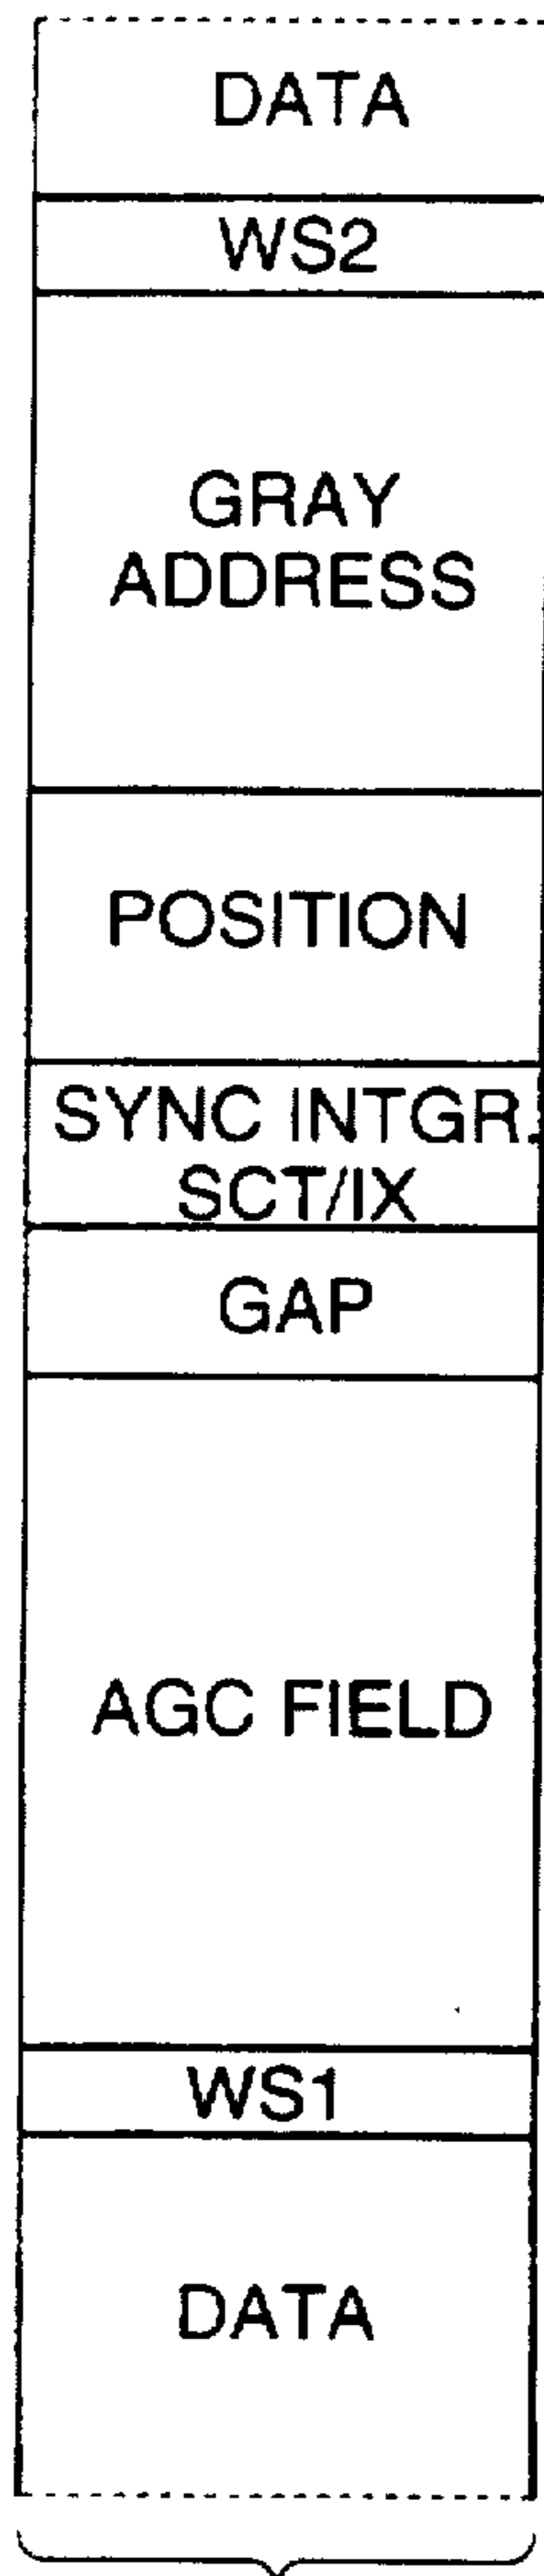 DATA
WS2
GRAY
ADDRESS
POSITION
SYNC INTGR.
SCT/IX
GAP
AGC FIELD
WS1
DATA